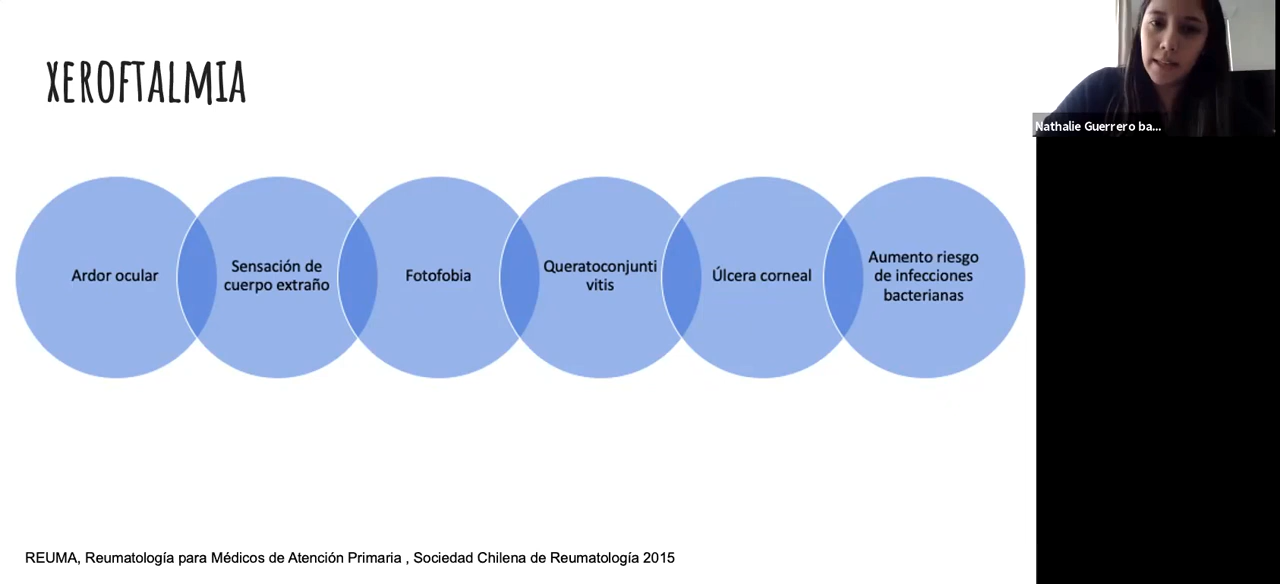 XEROFTALMIA
Nathalie Guerrero ba...
Ardor ocular
Sensación de
cuerpo extraño
Fotofobia
Queratoconjunti
vitis
Úlcera corneal
Aumento riesgo
de infecciones
bacterianas
REUMA, Reumatología para Médicos de Atención Primaria , Sociedad Chilena de Reumatología 2015